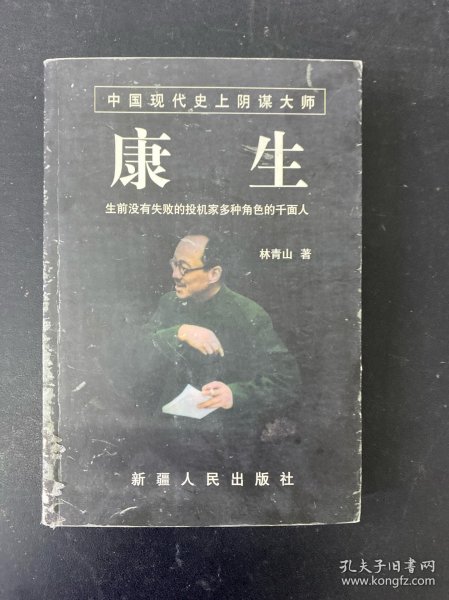 中国现代史上阴谋大师
康生
生前没有失败的投机家多种角色的千面人
林青山 著
新疆人民出版社
孔夫子旧书网
www.kongfz.com